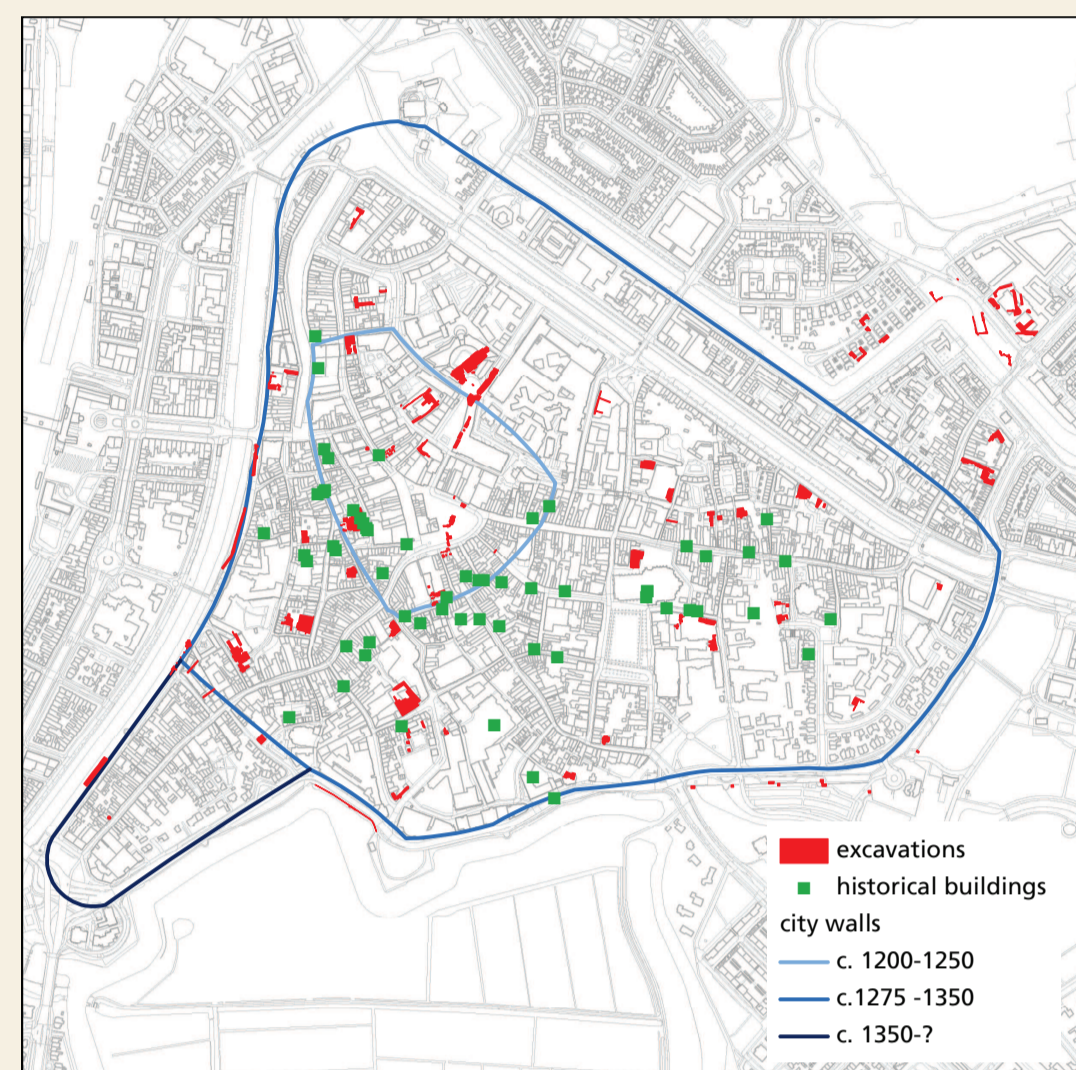 excavations
historical buildings
city walls
c. 1200-1250
c.1275 -1350
c. 1350-?